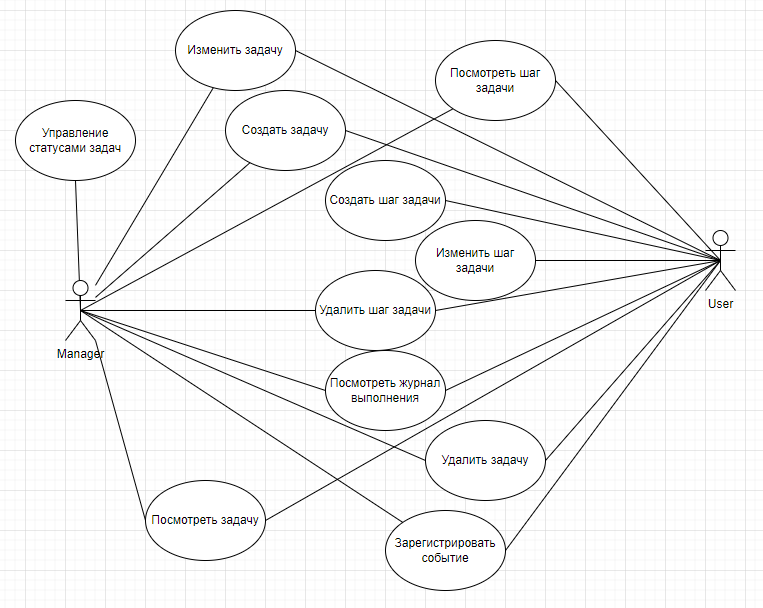 Изменить задачу
Посмотреть шаг
задачи
Управление
статусами задач
Создать задачу
Создать шаг задачи
Изменить шаг
задачи
User
Удалить шаг задачи
Manager
Посмотреть журнал
выполнения
Удалить задачу
Посмотреть задачу
Зарегистрировать
событие